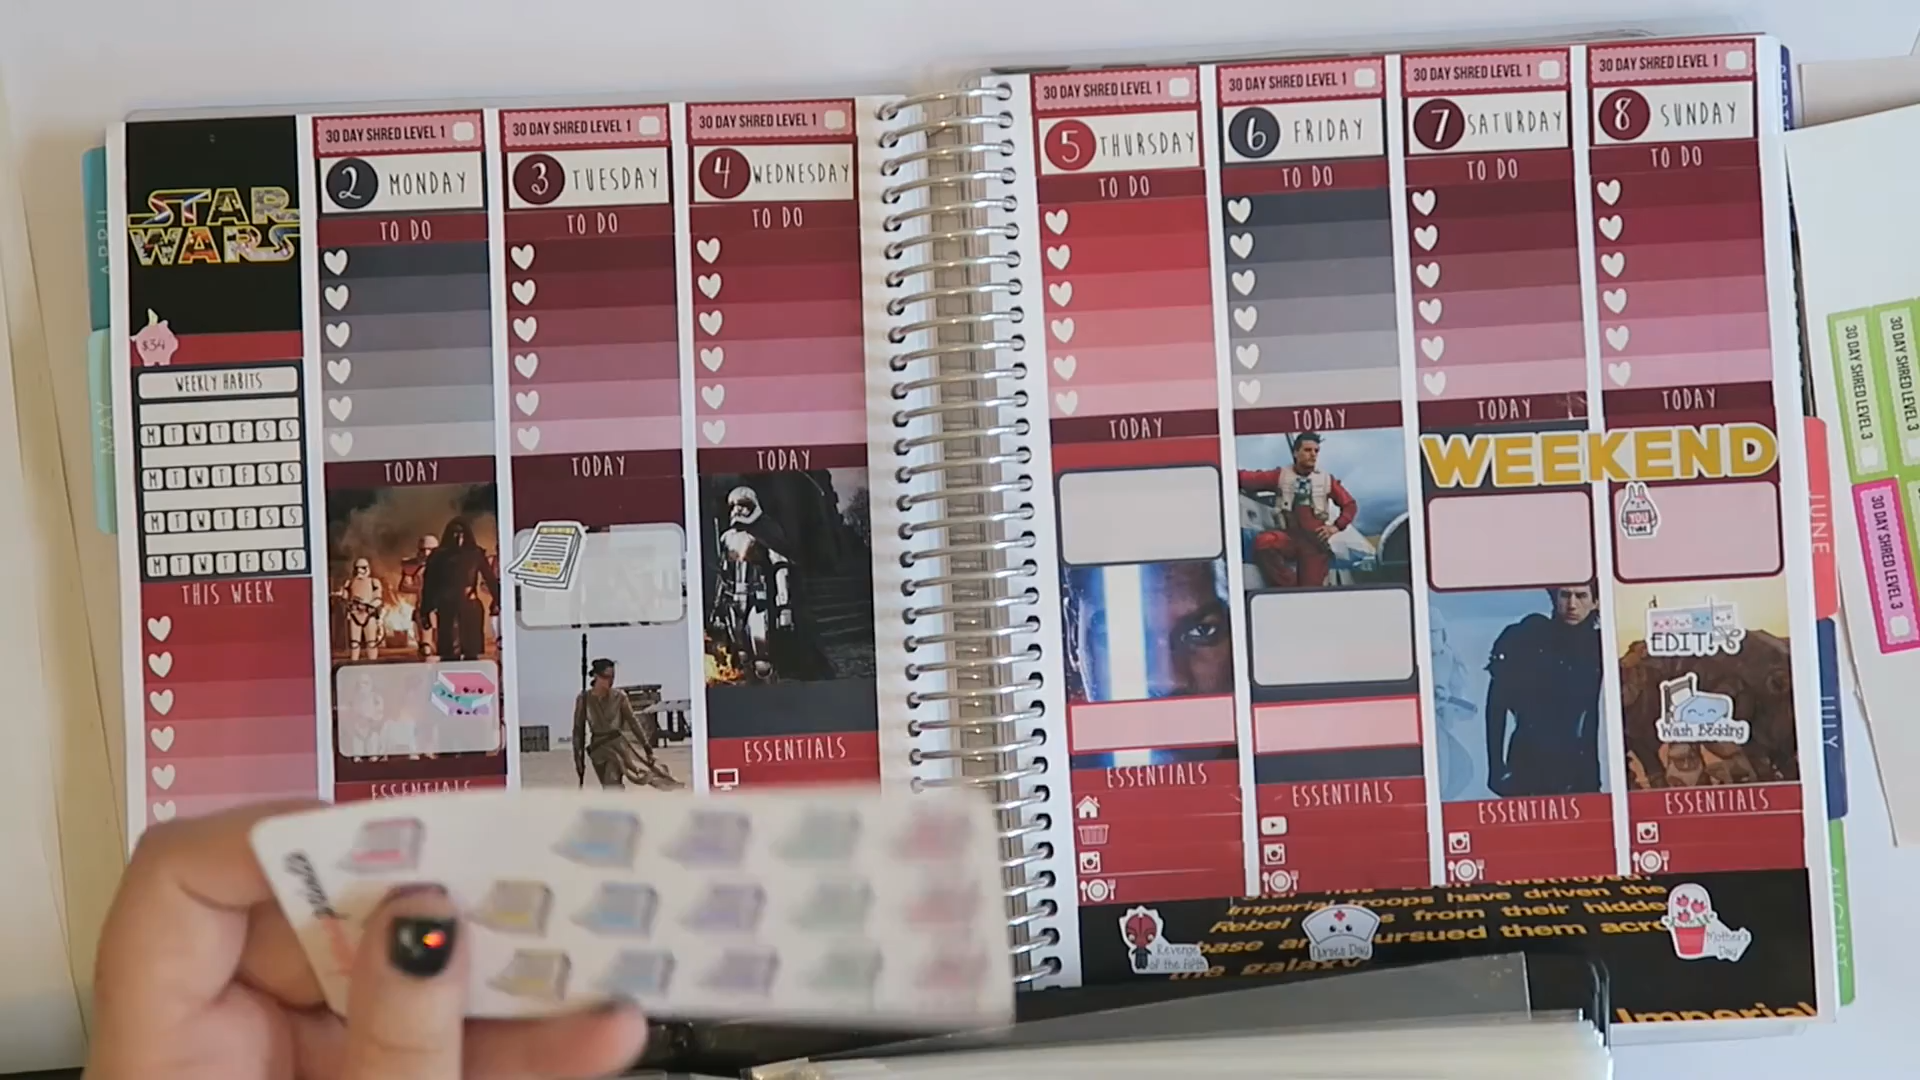 STAR
WARS
$34
WEEKLY HABITS
M T W T F S S
M T W T F S S
M T W T F S S
M T W T F S S
THIS WEEK
30 DAY SHRED LEVEL 1
2 MONDAY
TO DO
TODAY
ESSENTIALS
30 DAY SHRED LEVEL 1
3 TUESDAY
TO DO
TODAY
30 DAY SHRED LEVEL 1
4 WEDNESDAY
TO DO
TODAY
ESSENTIALS
30 DAY SHRED LEVEL 1
5 THURSDAY
TO DO
TODAY
ESSENTIALS
30 DAY SHRED LEVEL 1
6 FRIDAY
TO DO
TODAY
ESSENTIALS
30 DAY SHRED LEVEL 1
7 SATURDAY
TO DO
TODAY
WEEKEND
ESSENTIALS
30 DAY SHRED LEVEL 1
8 SUNDAY
TO DO
TODAY
YOU
TUBE
EDIT!
Wash Bedding
ESSENTIALS
Imperial troops have driven the
Rebel from their hidden
base and pursued them across
the galaxy
Revenge
of the fifth
Nurses Day
Mother's
Day
Imperial
APRIL
MAY
JUNE
JULY
AUGUST
30 DAY SHRED LEVEL 3
30 DAY SHRED LEVEL 3
30 DAY SHRED LEVEL 3